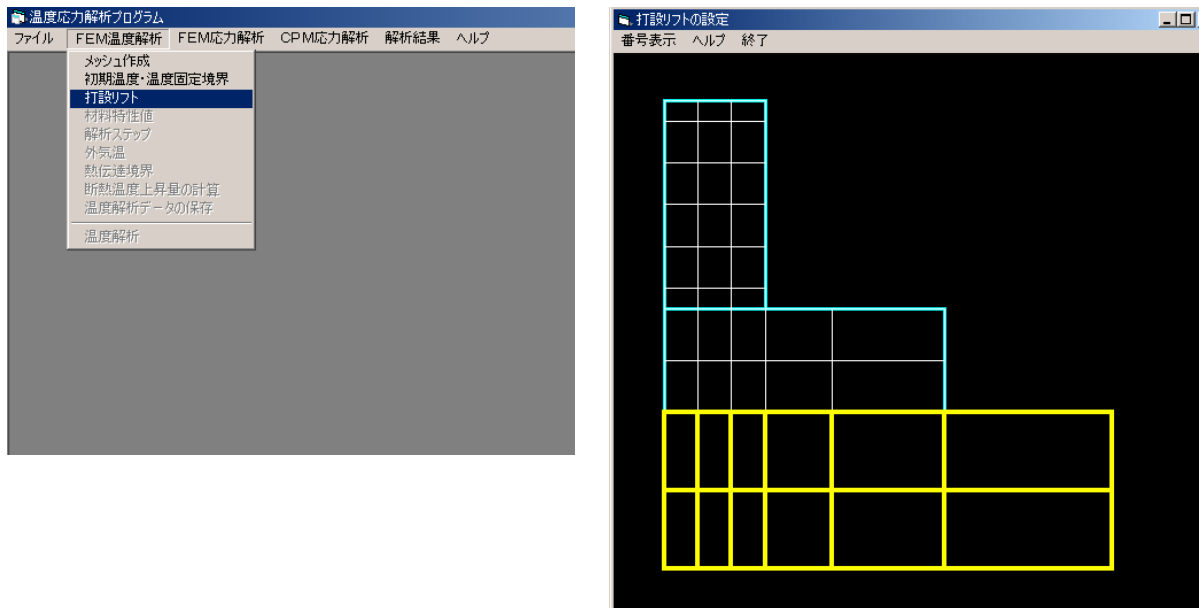 温度応力解析プログラム
ファイル FEM温度解析 FEM応力解析 CPM応力解析 解析結果 ヘルプ
メッシュ作成
初期温度・温度固定境界
打設リフト
材料特性値
解析ステップ
外気温
熱伝達境界
断熱温度上昇量の計算
温度解析データの保存
温度解析
打設リフトの設定
番号表示 ヘルプ 終了